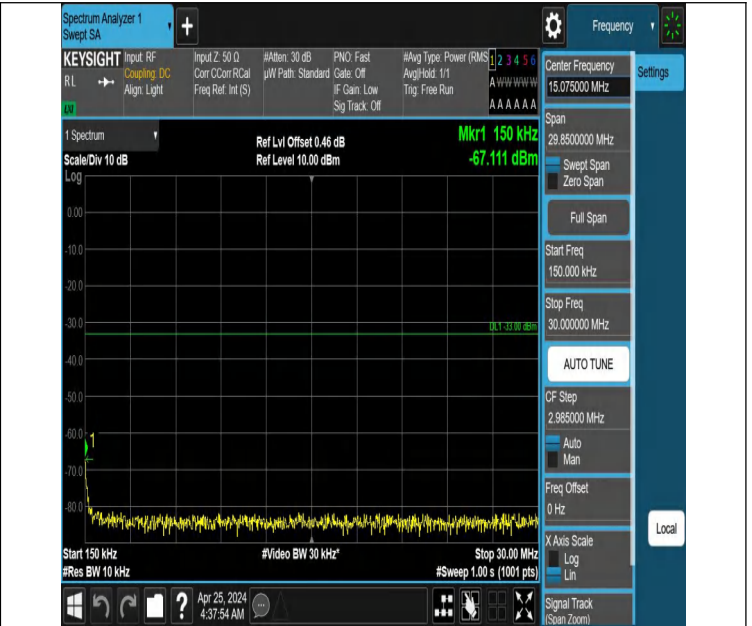 Spectrum Analyzer 1
Swept SA
+
Frequency
KEYSIGHT
RL
LXI
Input: RF
Coupling: DC
Align: Light
Input Z: 50 Ω
Corr CCorr RCal
Freq Ref: Int (S)
#Atten: 30 dB
µW Path: Standard
PNO: Fast
Gate: Off
IF Gain: Low
Sig Track: Off
#Avg Type: Power (RMS
Avg|Hold: 1/1
Trig: Free Run
1 2 3 4 5 6
A W W W W W
A A A A A A
1 Spectrum
Scale/Div 10 dB
Log
Ref Lvl Offset 0.46 dB
Ref Level 10.00 dBm
Mkr1 150 kHz
-67.111 dBm
0.00
-10.0
-20.0
-30.0
DL1 -33.00 dBm
-40.0
-50.0
-60.0
1
-70.0
-80.0
Start 150 kHz
#Video BW 30 kHz*
Stop 30.00 MHz
#Res BW 10 kHz
#Sweep 1.00 s (1001 pts)
?
Apr 25, 2024
4:37:54 AM
Center Frequency
15.075000 MHz
Settings
Span
29.8500000 MHz
Swept Span
Zero Span
Full Span
Start Freq
150.000 kHz
Stop Freq
30.000000 MHz
AUTO TUNE
CF Step
2.985000 MHz
Auto
Man
Freq Offset
0 Hz
Local
X Axis Scale
Log
Lin
Signal Track
(Span Zoom)